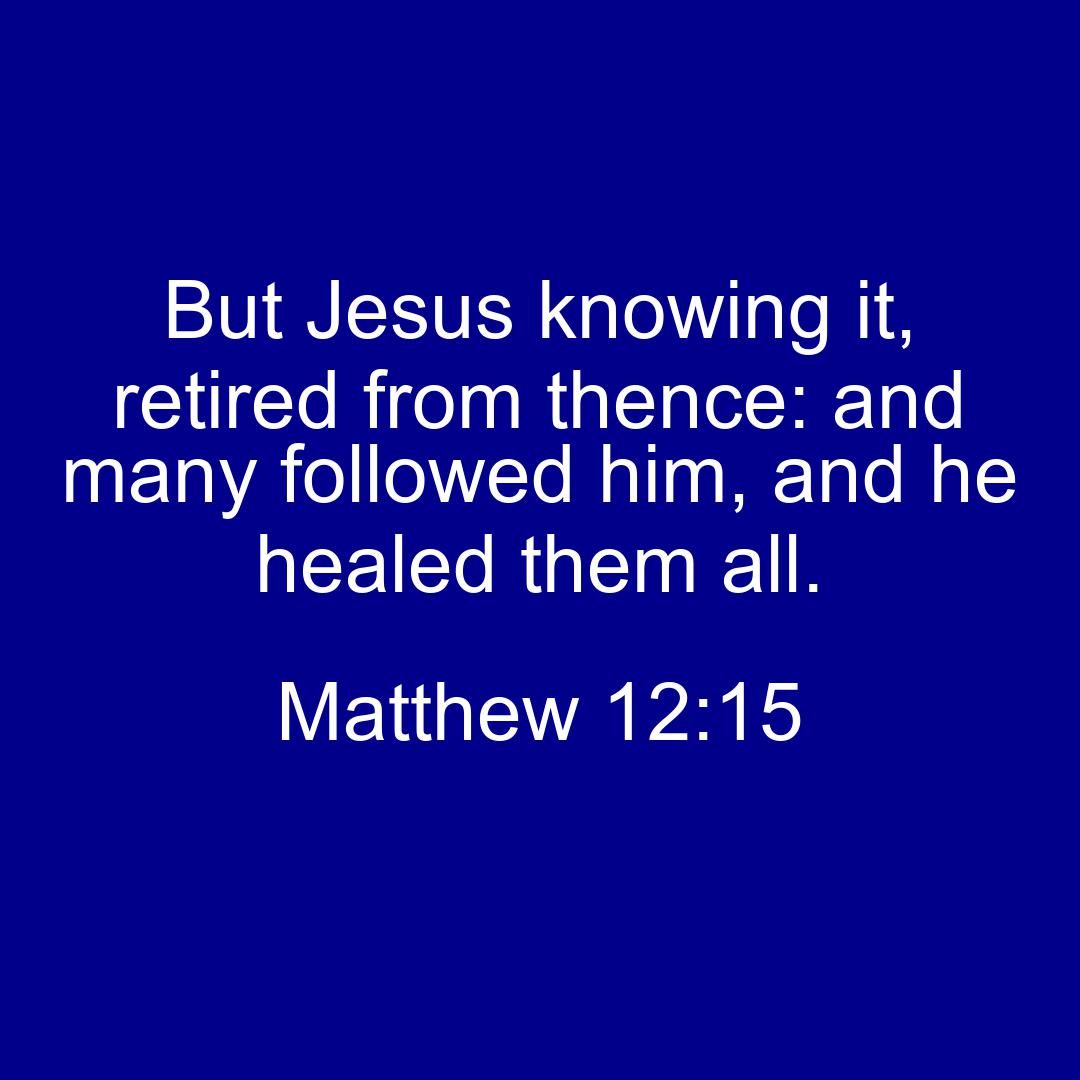 But Jesus knowing it,
retired from thence: and
many followed him, and he
healed them all.
Matthew 12:15